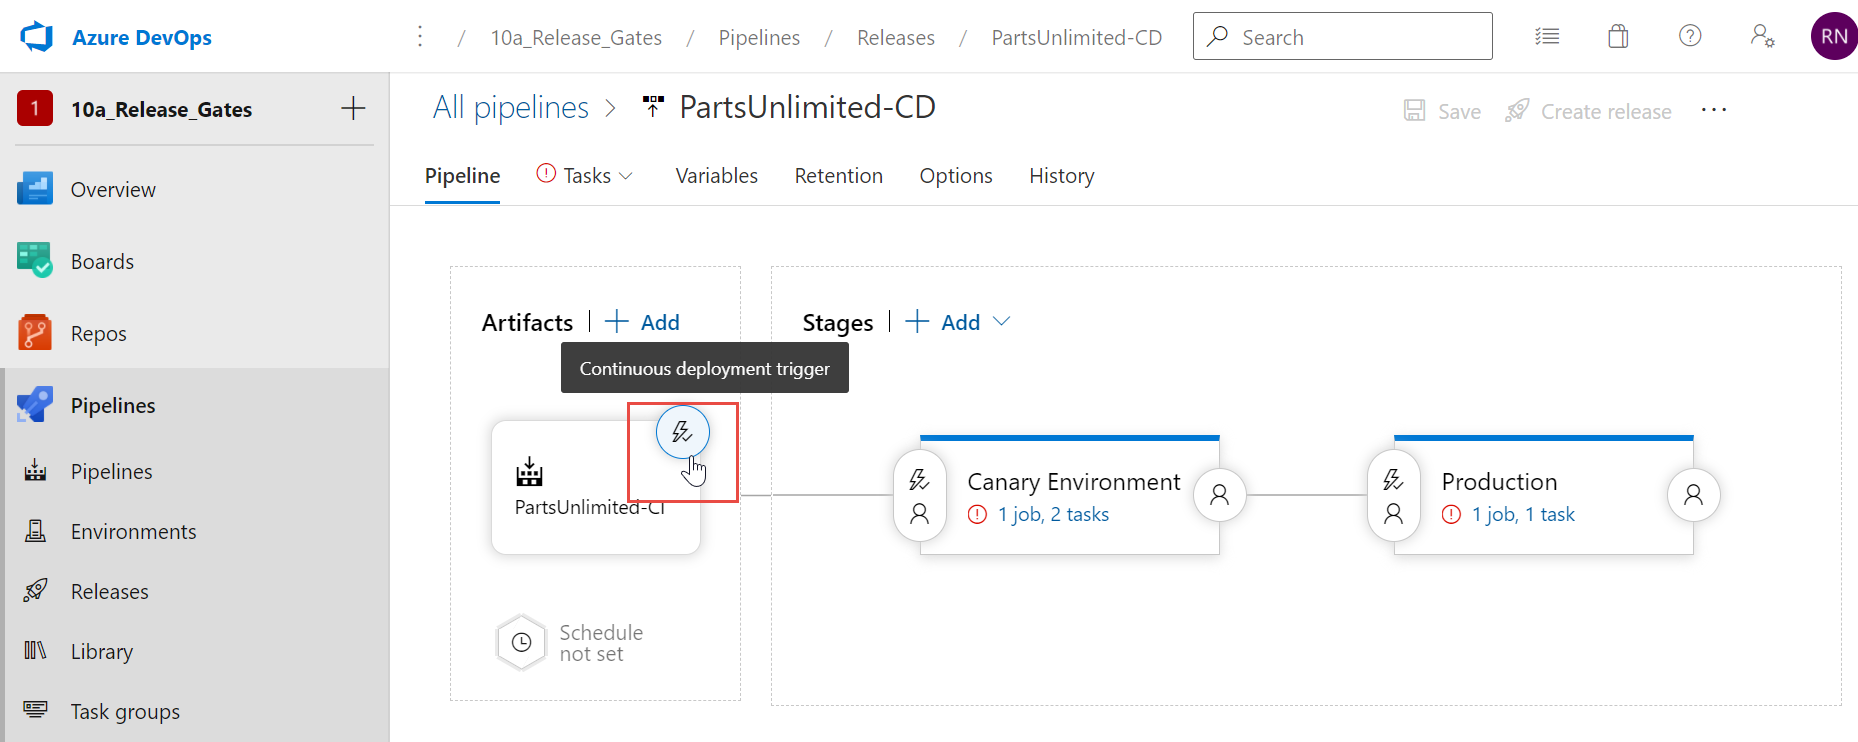 Azure DevOps
/ 10a_Release_Gates / Pipelines / Releases / PartsUnlimited-CD
Search
RN
1 10a_Release_Gates
Overview
Boards
Repos
Pipelines
Pipelines
Environments
Releases
Library
Task groups
All pipelines > PartsUnlimited-CD
Save Create release ...
Pipeline Tasks Variables Retention Options History
Artifacts | + Add
Stages | + Add
Continuous deployment trigger
PartsUnlimited-CI
Schedule
not set
Canary Environment
1 job, 2 tasks
Production
1 job, 1 task